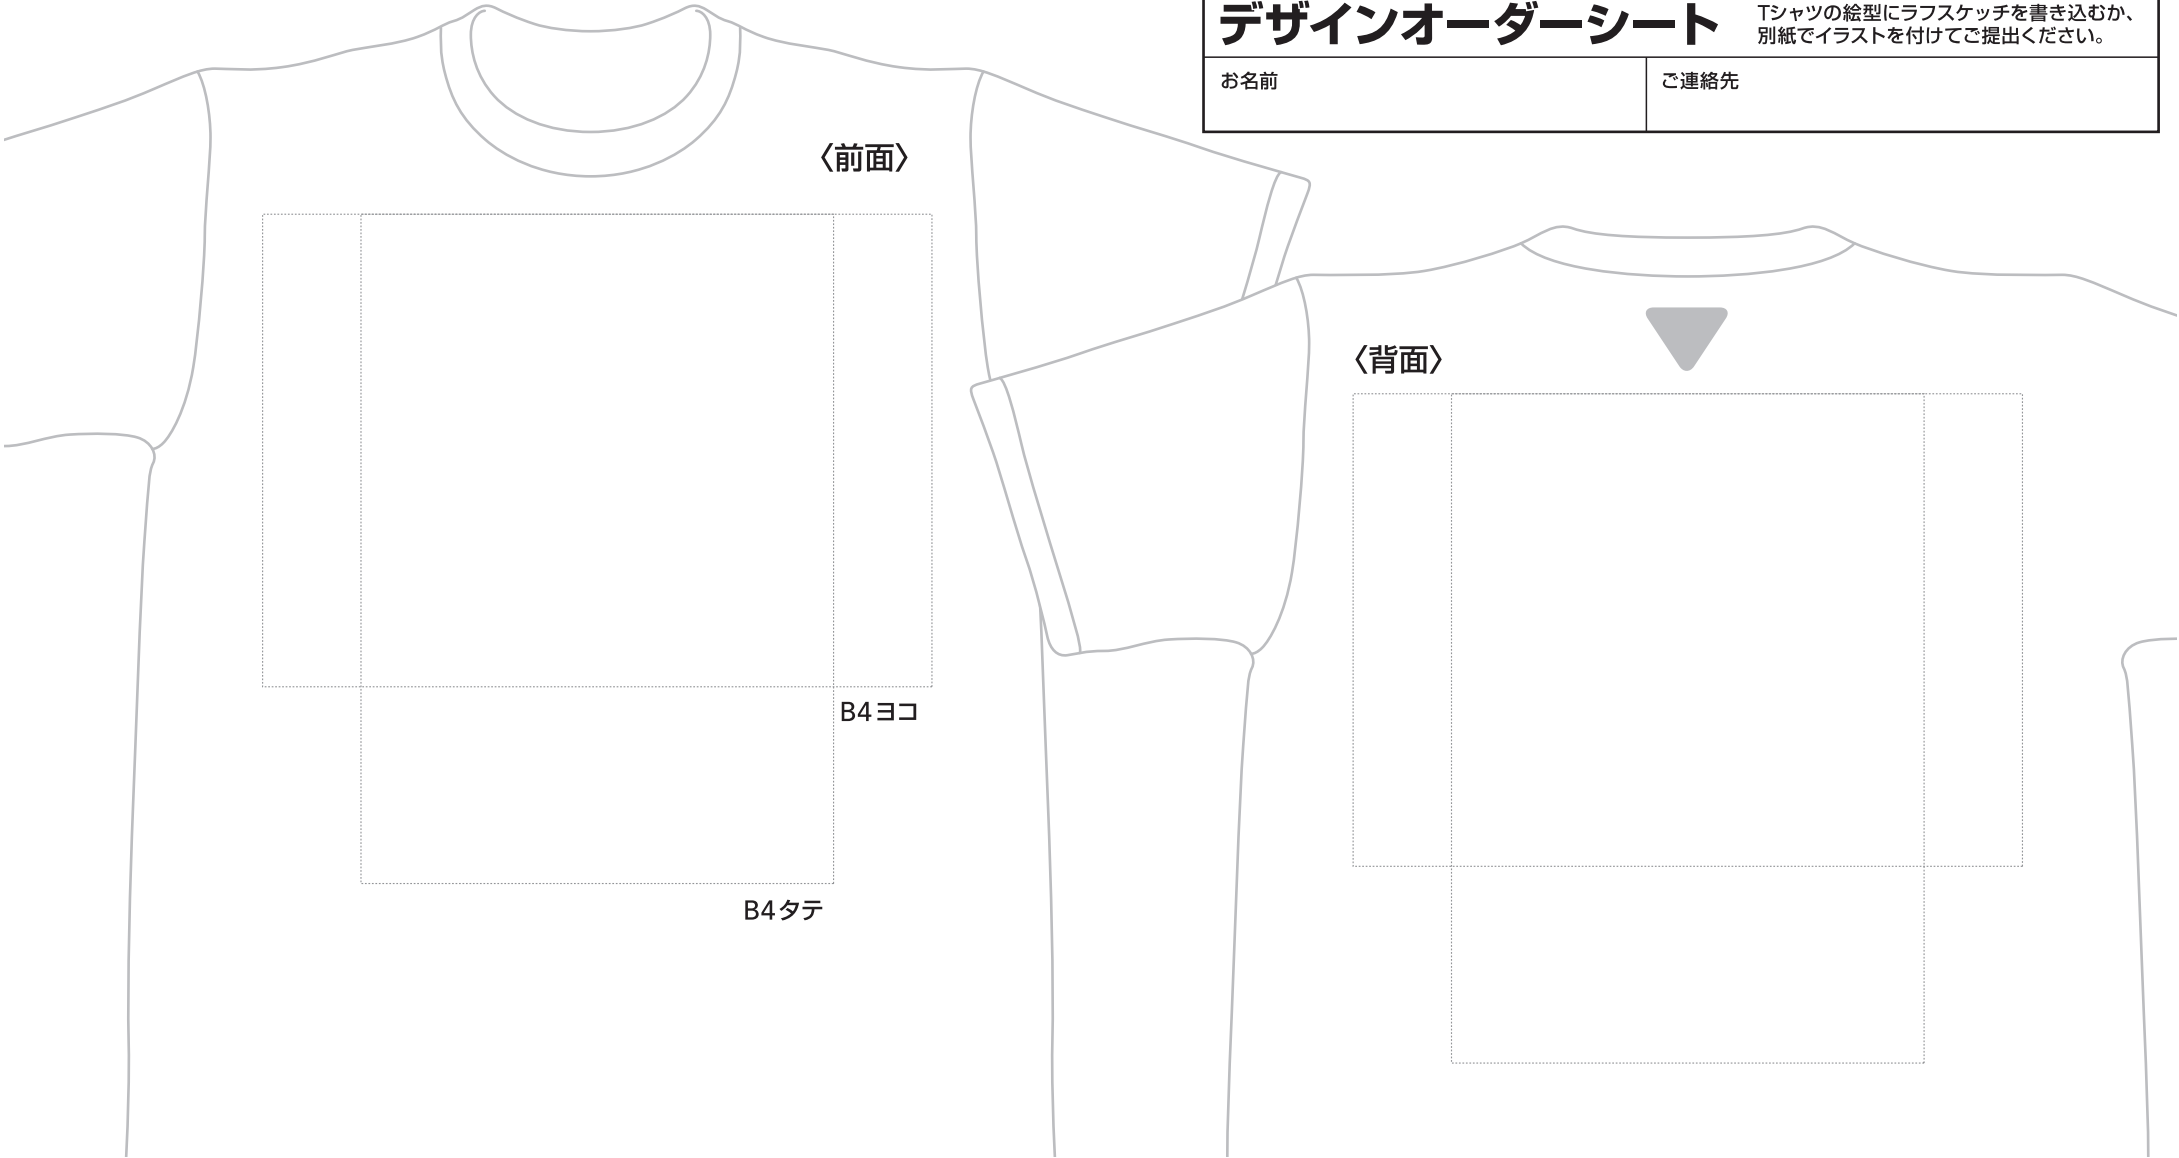 デザインオーダーシート
Tシャツの絵型にラフスケッチを書き込むか、
別紙でイラストを付けてご提出ください。
お名前
ご連絡先
〈前面〉
〈背面〉
B4ヨコ
B4タテ